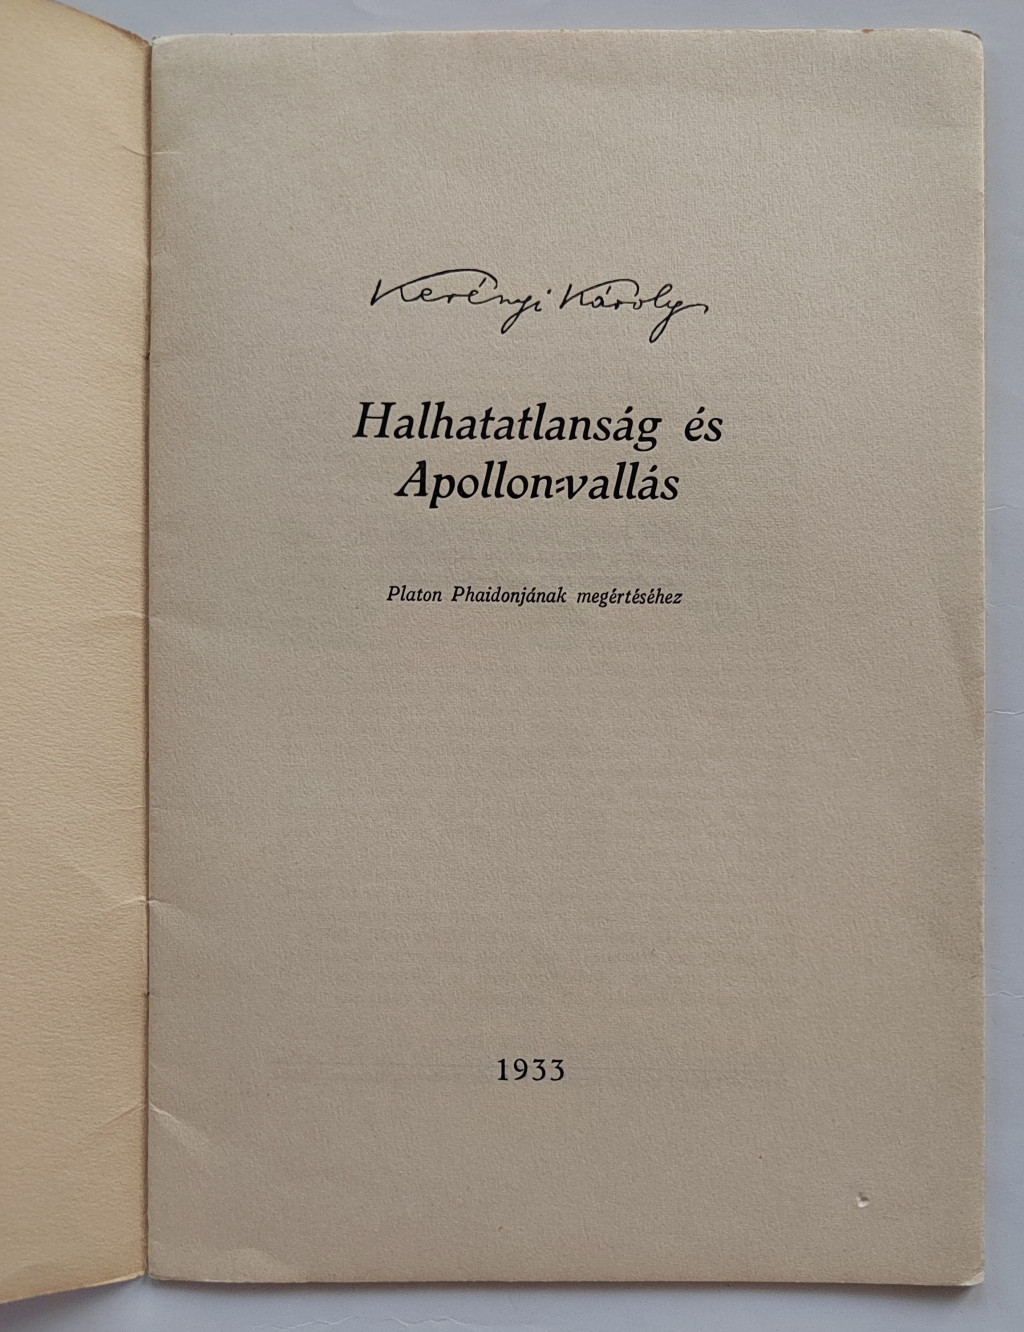 Kerényi Károly
Halhatatlanság és
Apollon-vallás
Platon Phaidonjának megértéséhez
1933